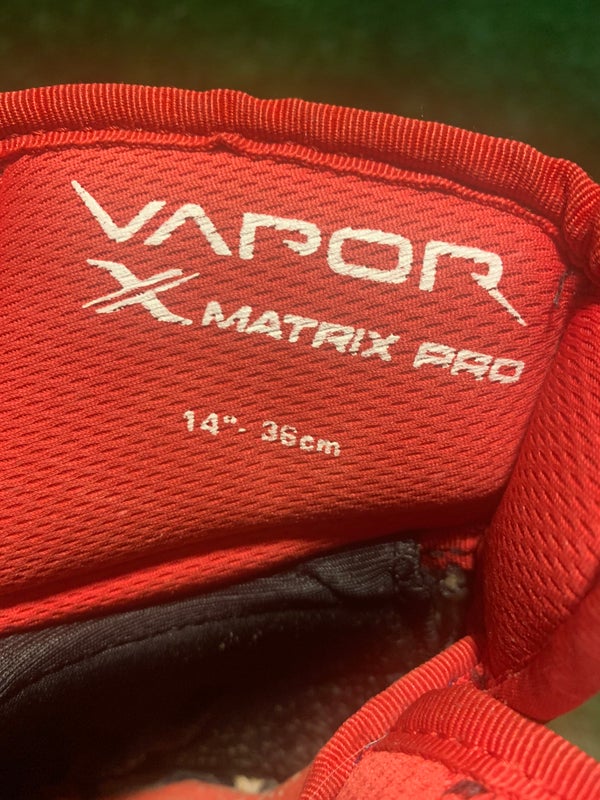 VAPOR
X MATRIX PRO
14"- 36cm